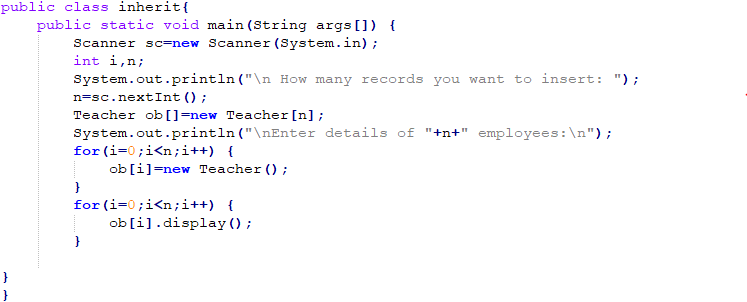 public class inherit{
    public static void main(String args[]) {
        Scanner sc=new Scanner(System.in);
        int i,n;
        System.out.println("\n How many records you want to insert: ");
        n=sc.nextInt();
        Teacher ob[]=new Teacher[n];
        System.out.println("\nEnter details of "+n+" employees:\n");
        for(i=0;i<n;i++) {
            ob[i]=new Teacher();
        }
        for(i=0;i<n;i++) {
            ob[i].display();
        }
}
}